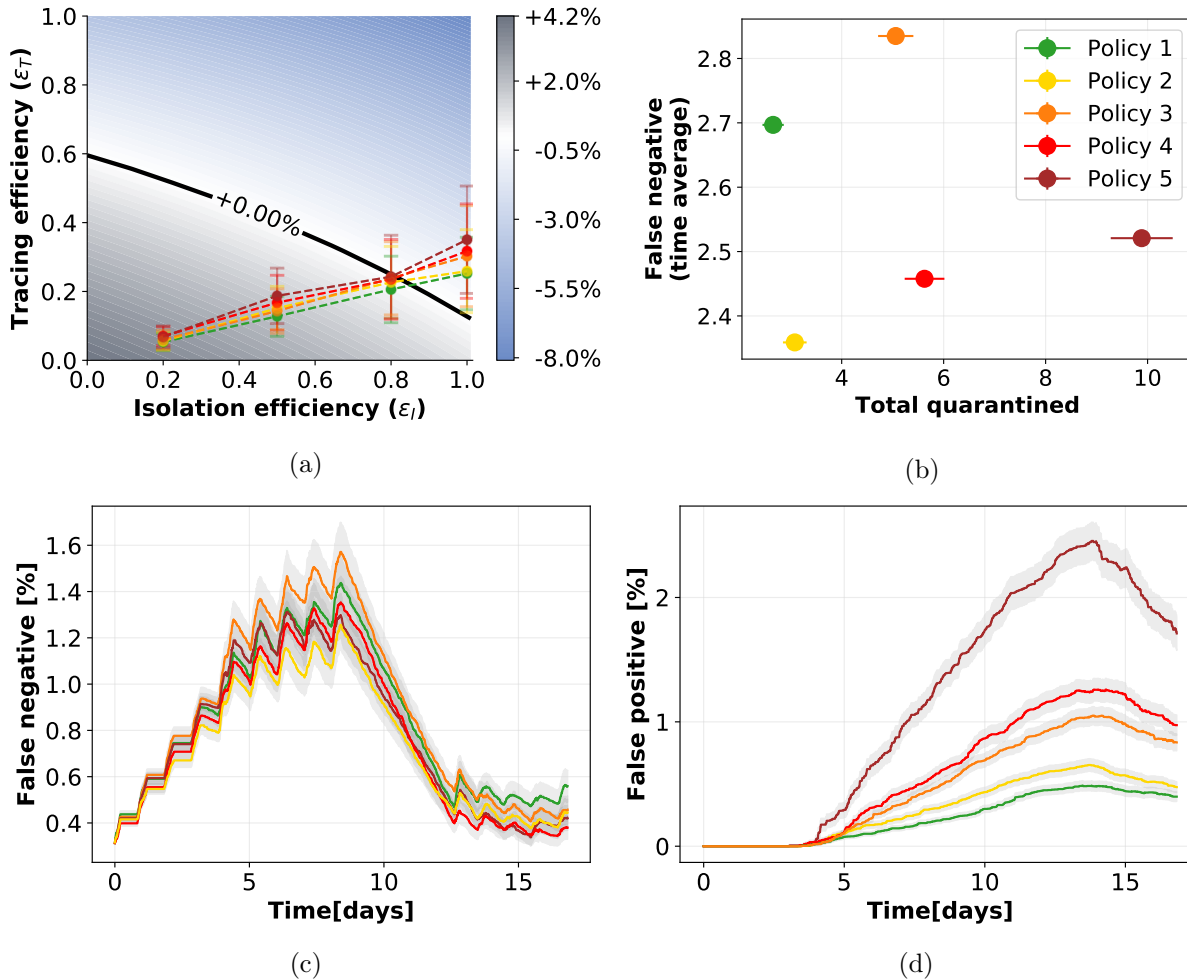 1.0
0.8
0.6
0.4
0.2
0.0
Tracing efficiency (ε_T)
+0.00%
0.0 0.2 0.4 0.6 0.8 1.0
Isolation efficiency (ε_I)
+4.2%
+2.0%
-0.5%
-3.0%
-5.5%
-8.0%
(a)
2.8
2.7
2.6
2.5
2.4
False negative
(time average)
Policy 1
Policy 2
Policy 3
Policy 4
Policy 5
4 6 8 10
Total quarantined
(b)
1.6
1.4
1.2
1.0
0.8
0.6
0.4
False negative [%]
0 5 10 15
Time[days]
(c)
2
1
0
False positive [%]
0 5 10 15
Time[days]
(d)